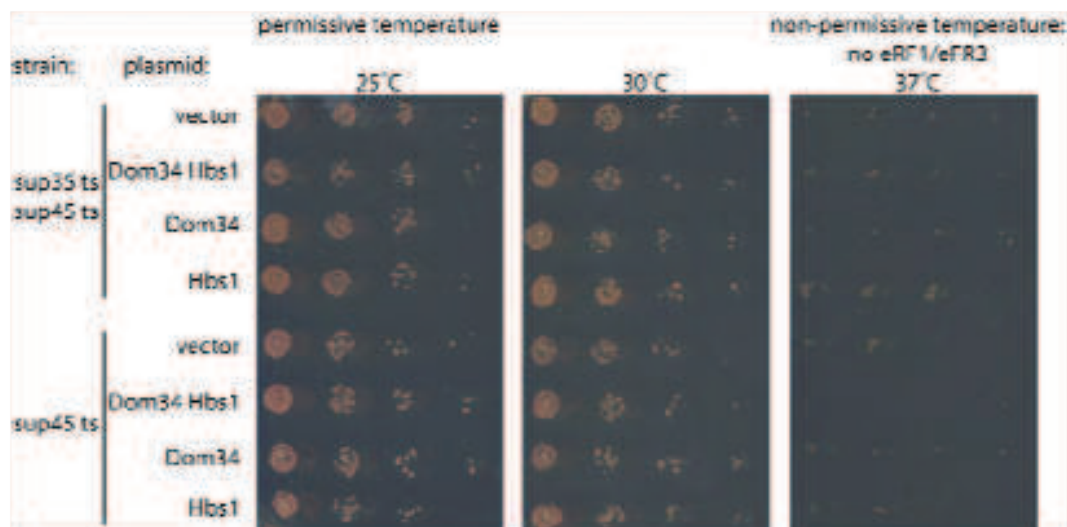 permissive temperature
non-permissive temperature:
no eRF1/eFR3
strain:
plasmid:
25°C
30°C
37°C
vector
Dom34 Hbs1
sup35 ts
sup45 ts
Dom34
Hbs1
vector
Dom34 Hbs1
sup45 ts
Dom34
Hbs1